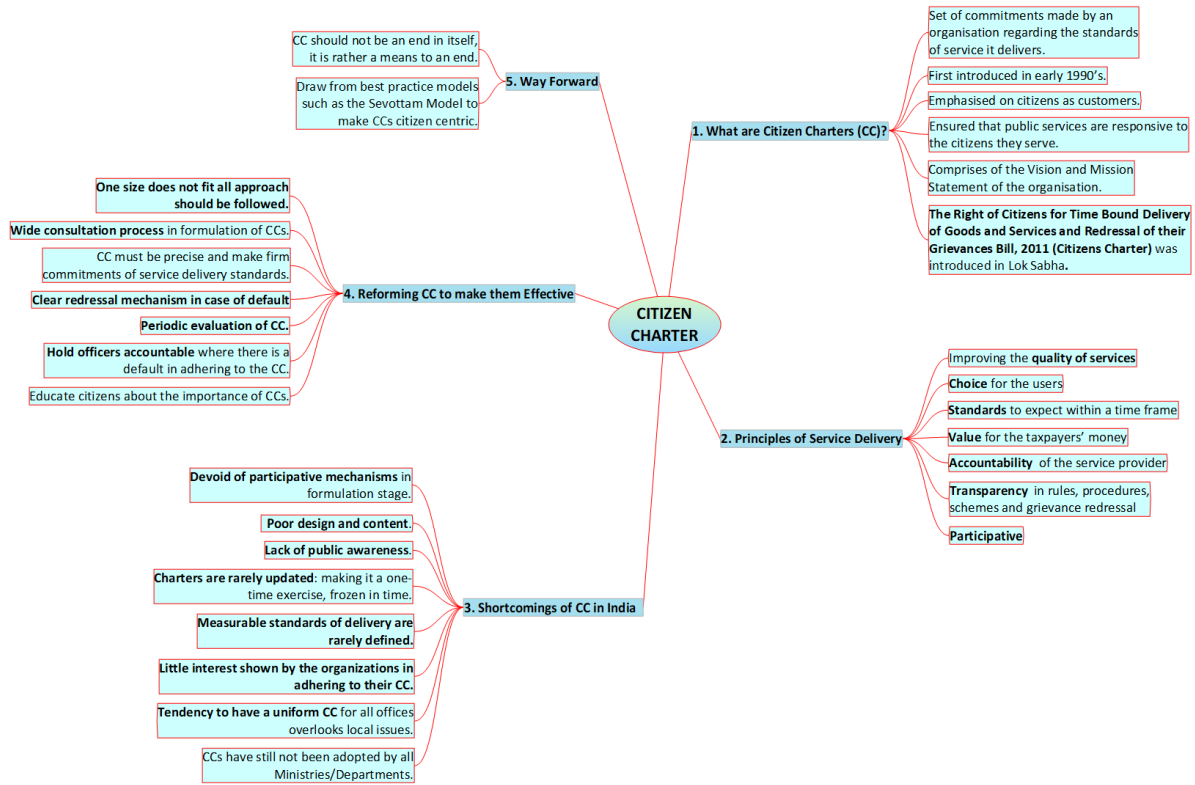 CITIZEN
CHARTER
1. What are Citizen Charters (CC)?
Set of commitments made by an
organisation regarding the standards
of service it delivers.
First introduced in early 1990’s.
Emphasised on citizens as customers.
Ensured that public services are responsive to
the citizens they serve.
Comprises of the Vision and Mission
Statement of the organisation.
The Right of Citizens for Time Bound Delivery
of Goods and Services and Redressal of their
Grievances Bill, 2011 (Citizens Charter) was
introduced in Lok Sabha.
2. Principles of Service Delivery
Improving the quality of services
Choice for the users
Standards to expect within a time frame
Value for the taxpayers’ money
Accountability of the service provider
Transparency in rules, procedures,
schemes and grievance redressal
Participative
3. Shortcomings of CC in India
Devoid of participative mechanisms in
formulation stage.
Poor design and content.
Lack of public awareness.
Charters are rarely updated: making it a one-
time exercise, frozen in time.
Measurable standards of delivery are
rarely defined.
Little interest shown by the organizations in
adhering to their CC.
Tendency to have a uniform CC for all offices
overlooks local issues.
CCs have still not been adopted by all
Ministries/Departments.
4. Reforming CC to make them Effective
One size does not fit all approach
should be followed.
Wide consultation process in formulation of CCs.
CC must be precise and make firm
commitments of service delivery standards.
Clear redressal mechanism in case of default
Periodic evaluation of CC.
Hold officers accountable where there is a
default in adhering to the CC.
Educate citizens about the importance of CCs.
5. Way Forward
CC should not be an end in itself,
it is rather a means to an end.
Draw from best practice models
such as the Sevottam Model to
make CCs citizen centric.